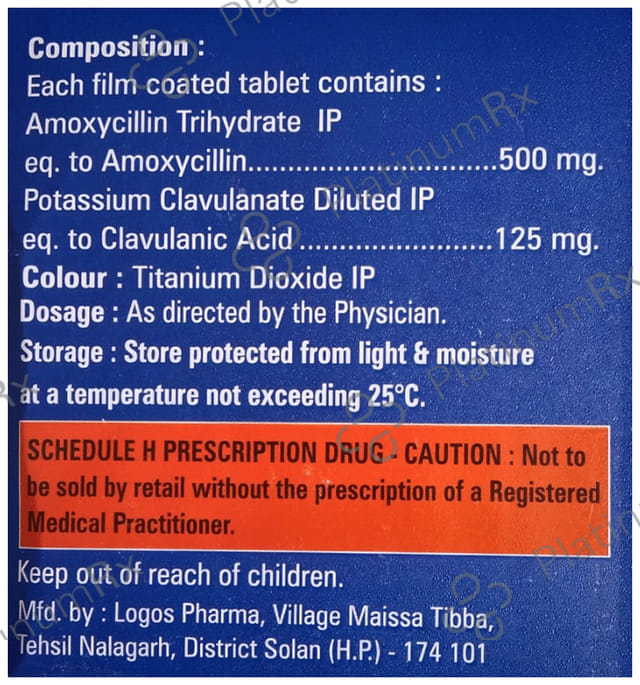 Composition :
Each film coated tablet contains :
Amoxycillin Trihydrate IP
eq. to Amoxycillin................................500 mg.
Potassium Clavulanate Diluted IP
eq. to Clavulanic Acid........................125 mg.
Colour : Titanium Dioxide IP
Dosage : As directed by the Physician.
Storage : Store protected from light & moisture
at a temperature not exceeding 25°C.
SCHEDULE H PRESCRIPTION DRUG - CAUTION : Not to
be sold by retail without the prescription of a Registered
Medical Practitioner.
Keep out of reach of children.
Mfd. by : Logos Pharma, Village Maissa Tibba,
Tehsil Nalagarh, District Solan (H.P.) - 174 101
PlatinumRx
PlatinumRx
PlatinumRx
PlatinumRx